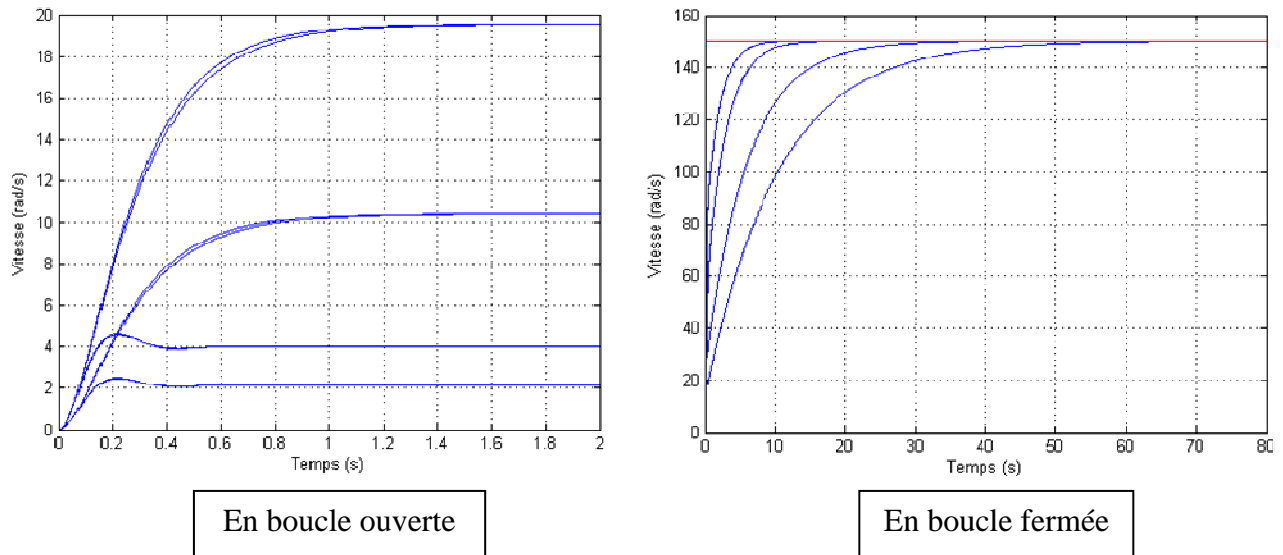 20
18
16
14
12
10
8
6
4
2
0
Vitesse (rad/s)
0 0.2 0.4 0.6 0.8 1 1.2 1.4 1.6 1.8 2
Temps (s)
En boucle ouverte
160
140
120
100
80
60
40
20
0
Vitesse (rad/s)
0 10 20 30 40 50 60 70 80
Temps (s)
En boucle fermée